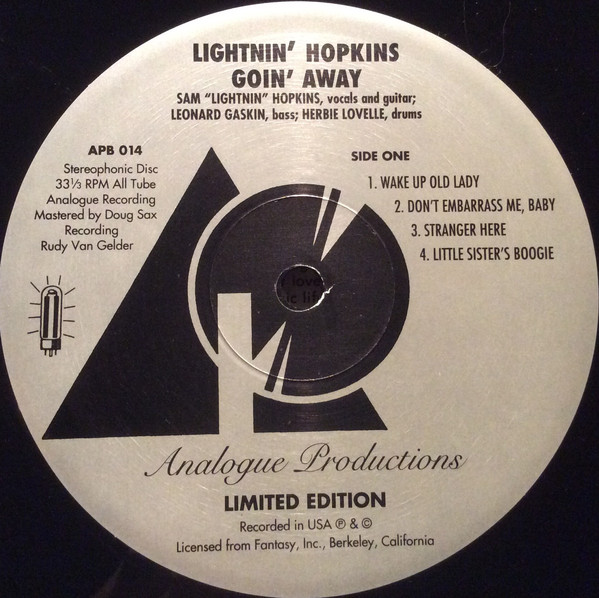 LIGHTNIN' HOPKINS
GOIN' AWAY
SAM "LIGHTNIN" HOPKINS, vocals and guitar;
LEONARD GASKIN, bass; HERBIE LOVELLE, drums
APB 014
Stereophonic Disc
33⅓ RPM All Tube
Analogue Recording
Mastered by Doug Sax
Recording
Rudy Van Gelder
SIDE ONE
1. WAKE UP OLD LADY
2. DON'T EMBARRASS ME, BABY
3. STRANGER HERE
4. LITTLE SISTER'S BOOGIE
Analogue Productions
LIMITED EDITION
Recorded in USA ℗ & ©
Licensed from Fantasy, Inc., Berkeley, California